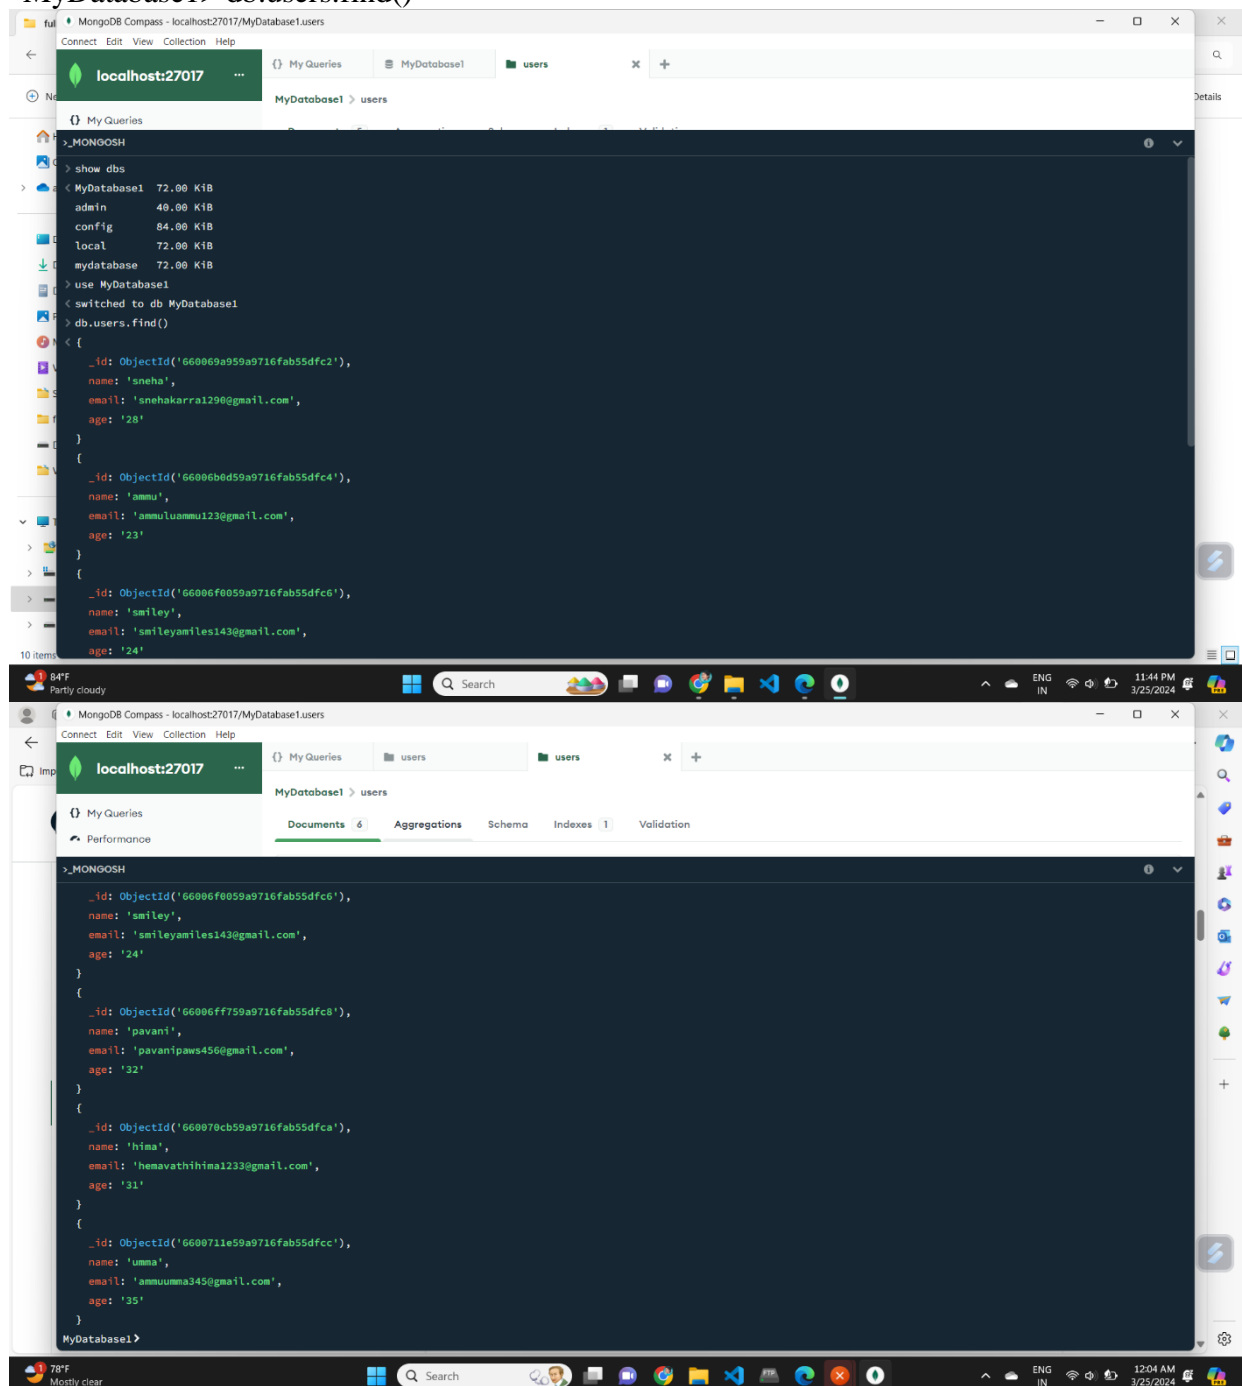 MyDatabase1> db.users.find()
MongoDB Compass - localhost:27017/MyDatabase1.users
Connect Edit View Collection Help
localhost:27017 ...
{} My Queries MyDatabase1 users
MyDatabase1 > users
Details
{} My Queries
>_MONGOSH
> show dbs
< MyDatabase1 72.00 KiB
admin 40.00 KiB
config 84.00 KiB
local 72.00 KiB
mydatabase 72.00 KiB
> use MyDatabase1
< switched to db MyDatabase1
> db.users.find()
< {
_id: ObjectId('660069a959a9716fab55dfc2'),
name: 'sneha',
email: 'snehakarra1290@gmail.com',
age: '28'
}
{
_id: ObjectId('66006b0d59a9716fab55dfc4'),
name: 'ammu',
email: 'ammuluammu123@gmail.com',
age: '23'
}
{
_id: ObjectId('66006f0059a9716fab55dfc6'),
name: 'smiley',
email: 'smileyamiles143@gmail.com',
age: '24'
10 items
84°F
Partly cloudy
Search
ENG
IN
11:44 PM
3/25/2024
MongoDB Compass - localhost:27017/MyDatabase1.users
Connect Edit View Collection Help
localhost:27017 ...
{} My Queries users users
MyDatabase1 > users
{} My Queries
Documents 6 Aggregations Schema Indexes 1 Validation
Performance
>_MONGOSH
_id: ObjectId('66006f0059a9716fab55dfc6'),
name: 'smiley',
email: 'smileyamiles143@gmail.com',
age: '24'
}
{
_id: ObjectId('66006ff759a9716fab55dfc8'),
name: 'pavani',
email: 'pavanipaws456@gmail.com',
age: '32'
}
{
_id: ObjectId('660070cb59a9716fab55dfca'),
name: 'hima',
email: 'hemavathihima1233@gmail.com',
age: '31'
}
{
_id: ObjectId('6600711e59a9716fab55dfcc'),
name: 'umma',
email: 'ammuumma345@gmail.com',
age: '35'
}
MyDatabase1>
78°F
Mostly clear
Search
ENG
IN
12:04 AM
3/25/2024